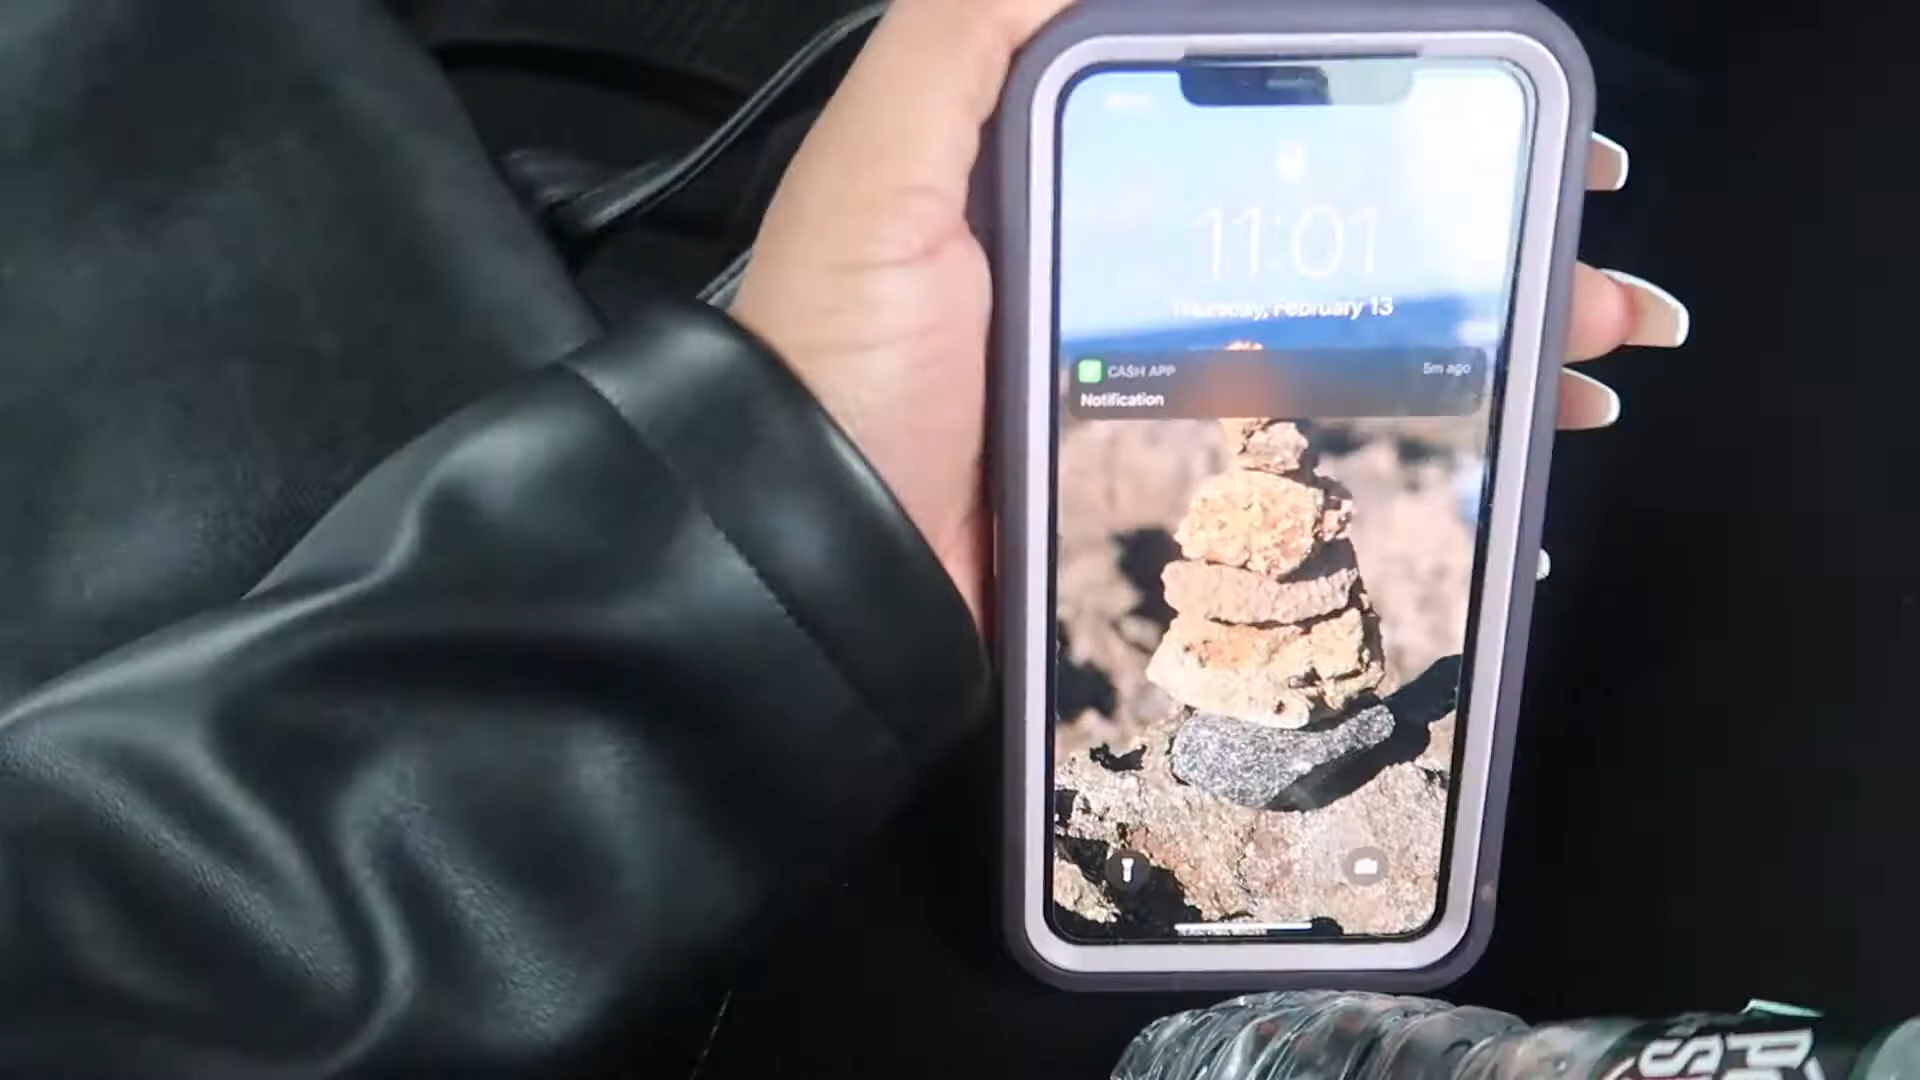 11:01
Thursday, February 13
CASH APP
5m ago
Notification